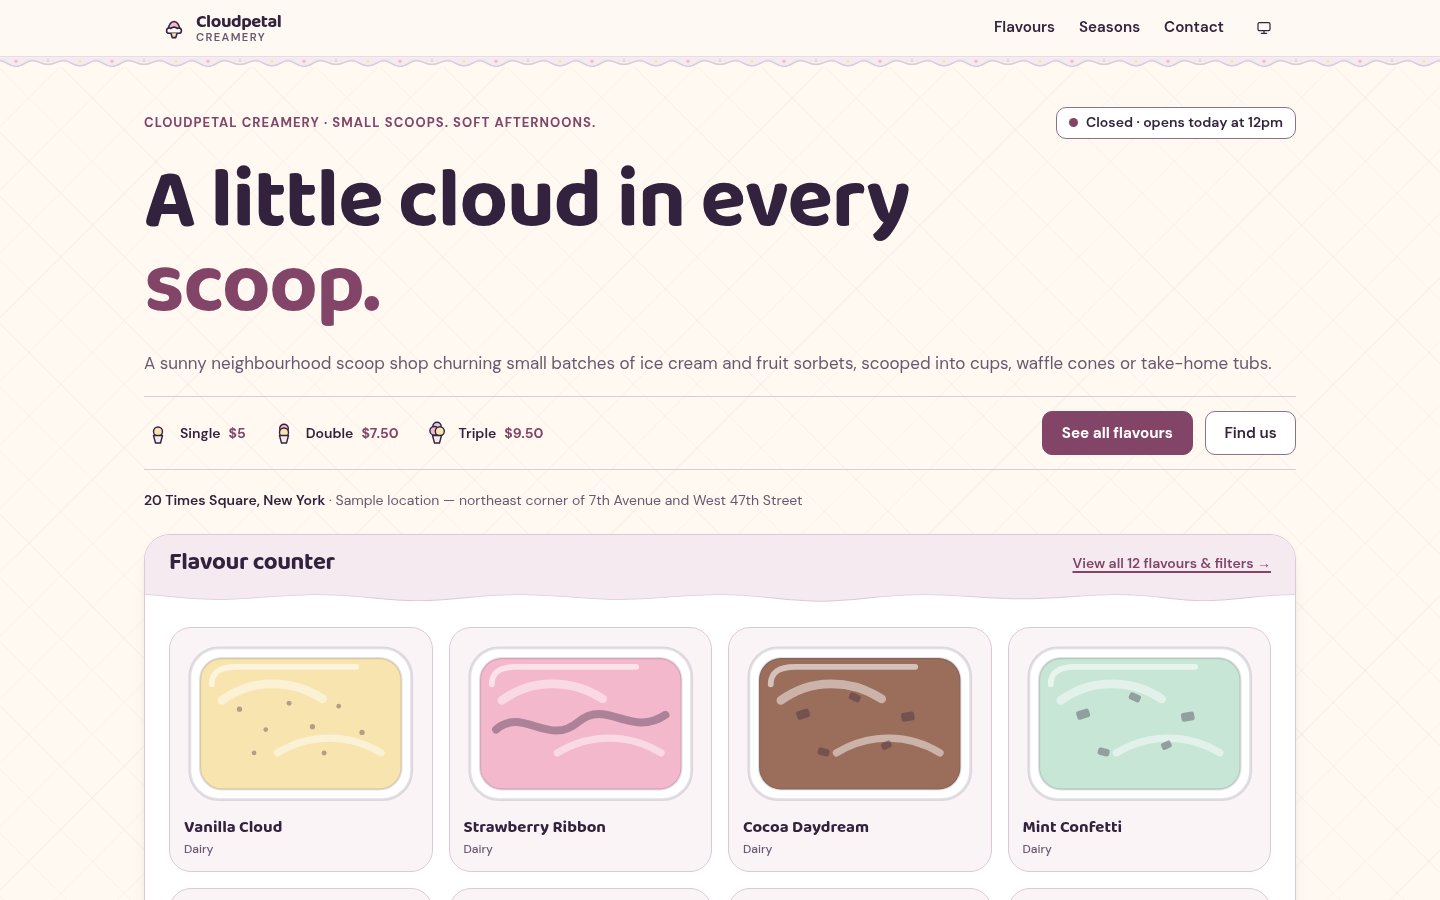 Cloudpetal
CREAMERY
Flavours Seasons Contact
CLOUDPETAL CREAMERY · SMALL SCOOPS. SOFT AFTERNOONS.
Closed · opens today at 12pm
A little cloud in every
scoop.
A sunny neighbourhood scoop shop churning small batches of ice cream and fruit sorbets, scooped into cups, waffle cones or take-home tubs.
Single $5 Double $7.50 Triple $9.50
See all flavours Find us
20 Times Square, New York · Sample location — northeast corner of 7th Avenue and West 47th Street
Flavour counter
View all 12 flavours & filters →
Vanilla Cloud
Dairy
Strawberry Ribbon
Dairy
Cocoa Daydream
Dairy
Mint Confetti
Dairy